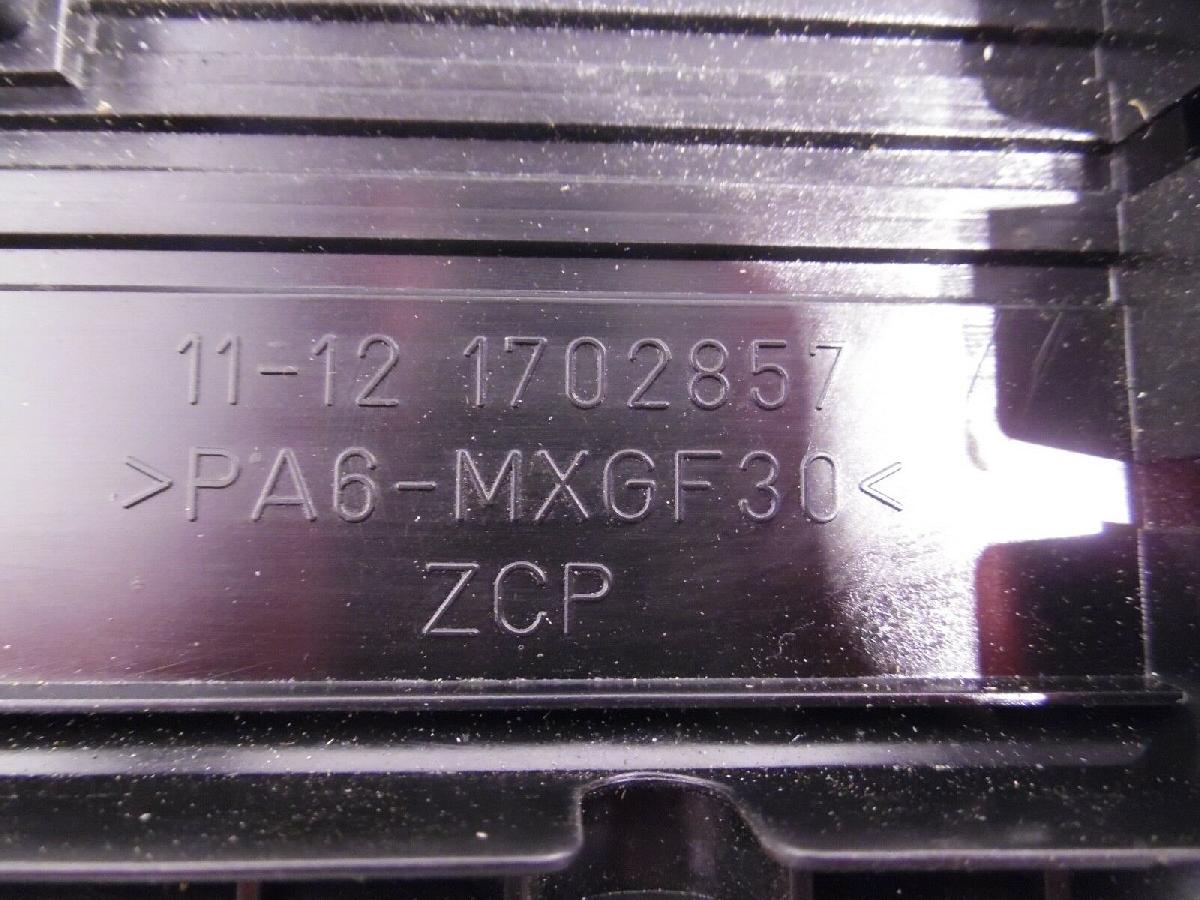 11-12 1702857
>PA6-MXGF30<
ZCP